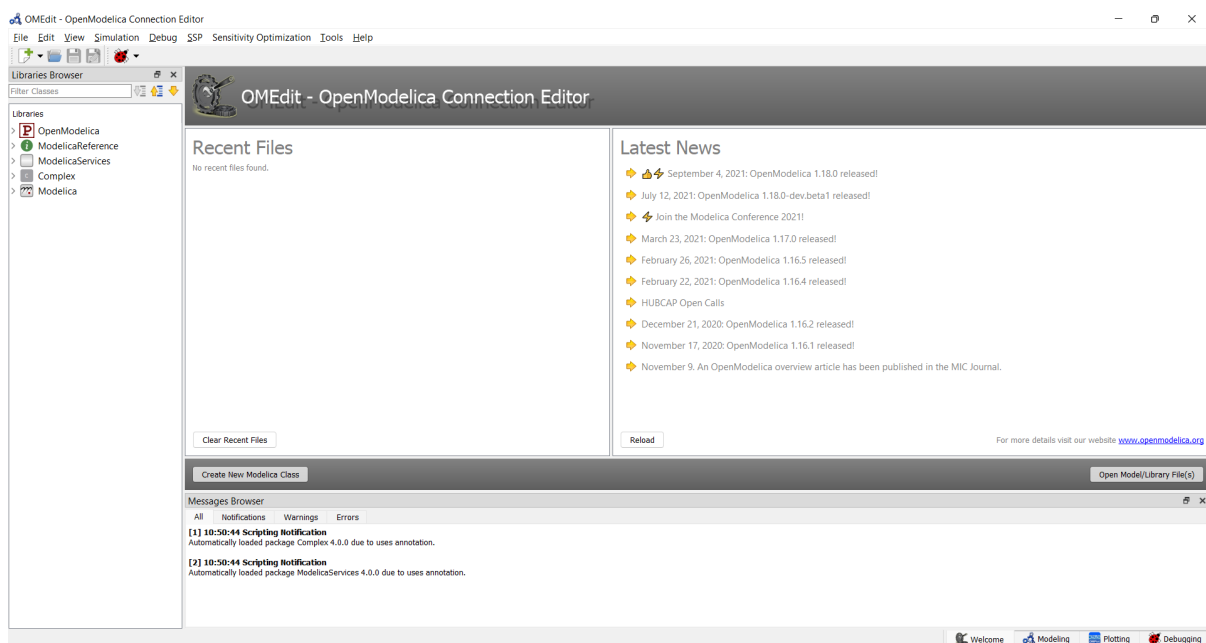 OMEdit - OpenModelica Connection Editor
File Edit View Simulation Debug SSP Sensitivity Optimization Tools Help
Libraries Browser
Filter Classes
Libraries
P OpenModelica
i ModelicaReference
ModelicaServices
Complex
Modelica
OMEdit - OpenModelica Connection Editor
Recent Files
No recent files found.
Clear Recent Files
Latest News
September 4, 2021: OpenModelica 1.18.0 released!
July 12, 2021: OpenModelica 1.18.0-dev.beta1 released!
Join the Modelica Conference 2021!
March 23, 2021: OpenModelica 1.17.0 released!
February 26, 2021: OpenModelica 1.16.5 released!
February 22, 2021: OpenModelica 1.16.4 released!
HUBCAP Open Calls
December 21, 2020: OpenModelica 1.16.2 released!
November 17, 2020: OpenModelica 1.16.1 released!
November 9. An OpenModelica overview article has been published in the MIC Journal.
Reload
For more details visit our website www.openmodelica.org
Create New Modelica Class
Open Model/Library File(s)
Messages Browser
All Notifications Warnings Errors
[1] 10:50:44 Scripting Notification
Automatically loaded package Complex 4.0.0 due to uses annotation.
[2] 10:50:44 Scripting Notification
Automatically loaded package ModelicaServices 4.0.0 due to uses annotation.
Welcome Modeling Plotting Debugging